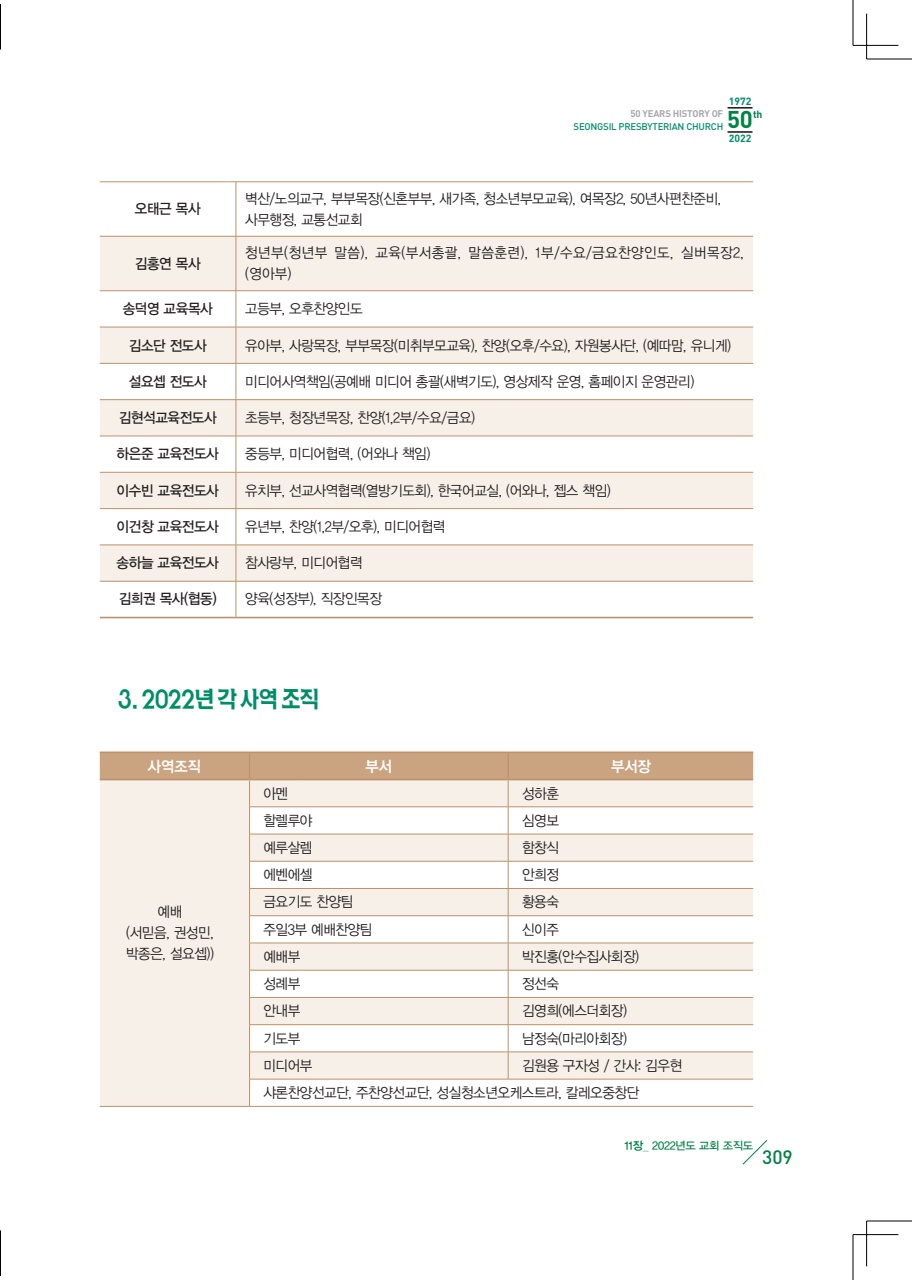 1972
50 YEARS HISTORY OF
SEONGSIL PRESBYTERIAN CHURCH
50th
2022
오태근 목사
벽산/노의교구, 부부목장(신혼부부, 새가족, 청소년부모교육), 여목장2, 50년사편찬준비,
사무행정, 교통선교회
김홍연 목사
청년부(청년부 말씀), 교육(부서총괄, 말씀훈련), 1부/수요/금요찬양인도, 실버목장2,
(영아부)
송덕영 교육목사
고등부, 오후찬양인도
김소단 전도사
유아부, 사랑목장, 부부목장(미취부모교육), 찬양(오후/수요), 자원봉사단, (예따맘, 유니게)
설요셉 전도사
미디어사역책임(공예배 미디어 총괄(새벽기도), 영상제작 운영, 홈페이지 운영관리)
김현석교육전도사
초등부, 청장년목장, 찬양(1,2부/수요/금요)
하은준 교육전도사
중등부, 미디어협력, (어와나 책임)
이수빈 교육전도사
유치부, 선교사역협력(열방기도회), 한국어교실, (어와나, 젭스 책임)
이건창 교육전도사
유년부, 찬양(1,2부/오후), 미디어협력
송하늘 교육전도사
참사랑부, 미디어협력
김희권 목사(협동)
양육(성장부), 직장인목장
3. 2022년 각 사역 조직
사역조직 부서 부서장
아멘 성하훈
할렐루야 심영보
예루살렘 함창식
에벤에셀 안희정
금요기도 찬양팀 황용숙
예배
(서믿음, 권성민,
박종은, 설요셉))
주일3부 예배찬양팀 신이주
예배부 박진홍(안수집사회장)
성례부 정선숙
안내부 김영희(에스더회장)
기도부 남정숙(마리아회장)
미디어부 김원용 구자성 / 간사: 김우현
샤론찬양선교단, 주찬양선교단, 성실청소년오케스트라, 칼레오중창단
11장_ 2022년도 교회 조직도
309